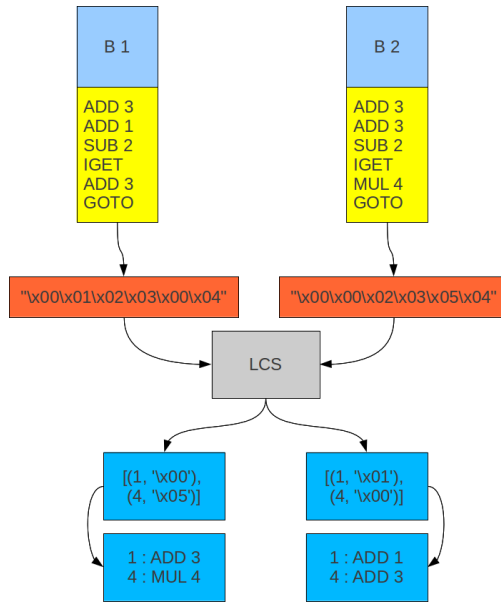 B 1
ADD 3
ADD 1
SUB 2
IGET
ADD 3
GOTO
B 2
ADD 3
ADD 3
SUB 2
IGET
MUL 4
GOTO
"\x00\x01\x02\x03\x00\x04"
"\x00\x00\x02\x03\x05\x04"
LCS
[(1, '\x00'),
(4, '\x05')]
[(1, '\x01'),
(4, '\x00')]
1 : ADD 3
4 : MUL 4
1 : ADD 1
4 : ADD 3